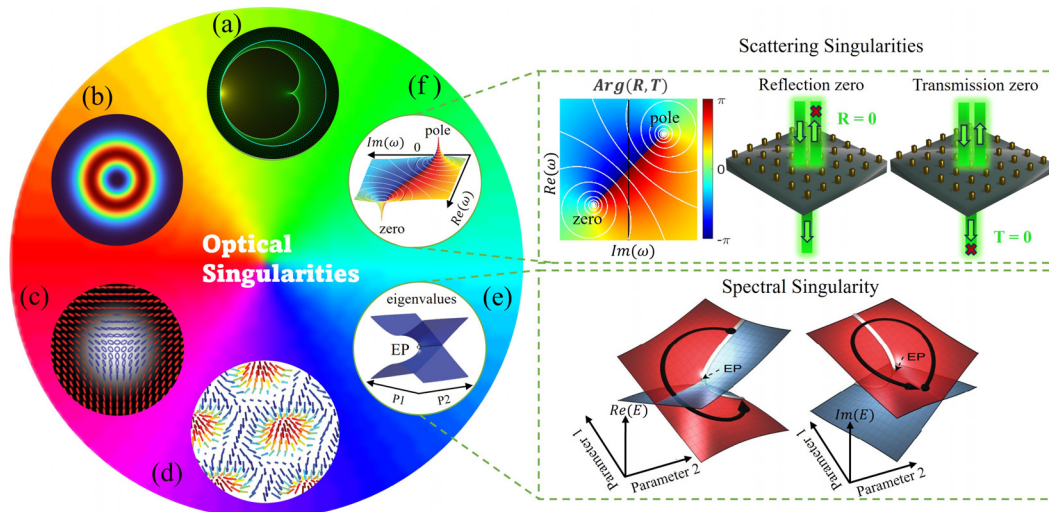 (a)
(b)
(c)
(d)
(e)
(f)
Optical
Singularities
pole
Im(ω)
0
Re(ω)
zero
eigenvalues
EP
P1
P2
Scattering Singularities
Arg(R,T)
π
0
-π
pole
zero
Re(ω)
Im(ω)
Reflection zero
R = 0
Transmission zero
T = 0
Spectral Singularity
EP
Re(E)
Parameter 1
Parameter 2
EP
Im(E)
Parameter 1
Parameter 2